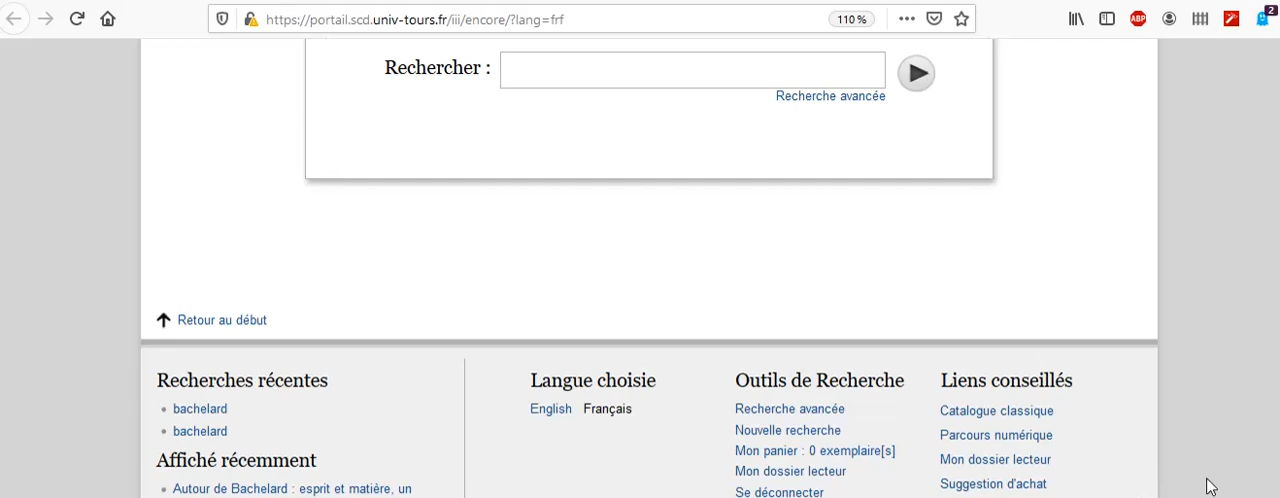 https://portail.scd.univ-tours.fr/iii/encore/?lang=frf
110 %
ABP
2
Rechercher :
Recherche avancée
Retour au début
Recherches récentes
bachelard
bachelard
Affiché récemment
Autour de Bachelard : esprit et matière, un
Langue choisie
English Français
Outils de Recherche
Recherche avancée
Nouvelle recherche
Mon panier : 0 exemplaire[s]
Mon dossier lecteur
Se déconnecter
Liens conseillés
Catalogue classique
Parcours numérique
Mon dossier lecteur
Suggestion d'achat